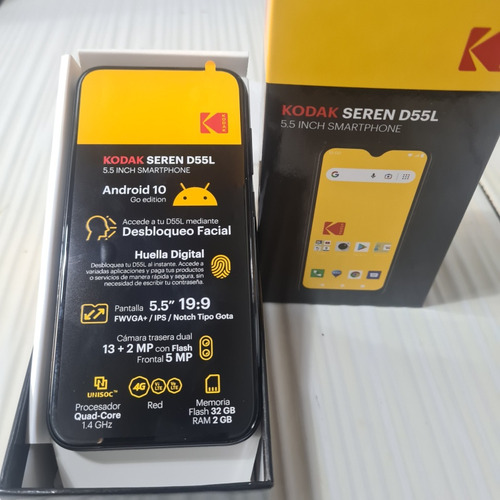 KODAK SEREN D55L
5.5 INCH SMARTPHONE
Android 10
Go edition
Accede a tu D55L mediante
Desbloqueo Facial
Huella Digital
Desbloquea tu D55L al instante. Accede a
variadas aplicaciones y paga tus productos
o servicios de manera rápida y segura, sin
necesidad de escribir tu contraseña.
Pantalla 5.5" 19:9
FWVGA+ / IPS / Notch Tipo Gota
Cámara trasera dual
13 + 2 MP con Flash
Frontal 5 MP
UNISOC™
Procesador
Quad-Core
1.4 GHz
4G
Red
Memoria
Flash 32 GB
RAM 2 GB
KODAK SEREN D55L
5.5 INCH SMARTPHONE
G